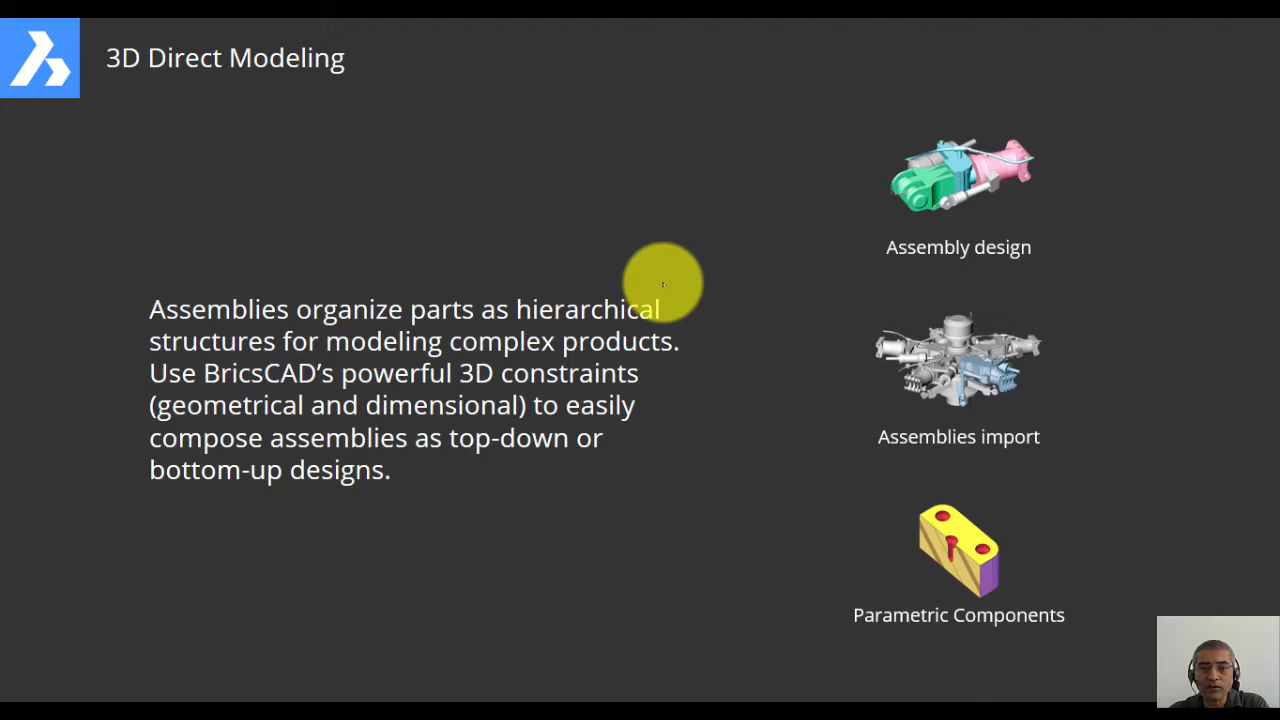 3D Direct Modeling
Assembly design
Assemblies organize parts as hierarchical
structures for modeling complex products.
Use BricsCAD’s powerful 3D constraints
(geometrical and dimensional) to easily
compose assemblies as top-down or
bottom-up designs.
Assemblies import
Parametric Components